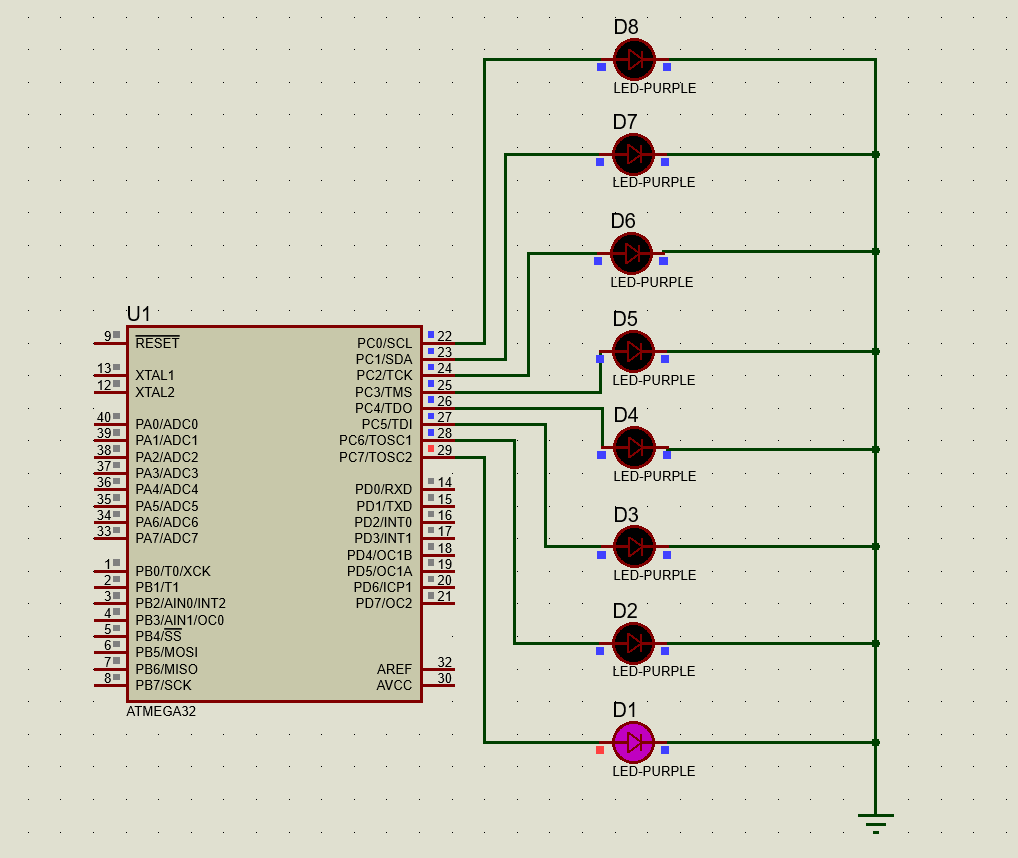 D8
LED-PURPLE
D7
LED-PURPLE
D6
LED-PURPLE
D5
LED-PURPLE
D4
LED-PURPLE
D3
LED-PURPLE
D2
LED-PURPLE
D1
LED-PURPLE
U1
9 RESET PC0/SCL 22
PC1/SDA 23
13 XTAL1 PC2/TCK 24
12 XTAL2 PC3/TMS 25
PC4/TDO 26
40 PA0/ADC0 PC5/TDI 27
39 PA1/ADC1 PC6/TOSC1 28
38 PA2/ADC2 PC7/TOSC2 29
37 PA3/ADC3
36 PA4/ADC4 PD0/RXD 14
35 PA5/ADC5 PD1/TXD 15
34 PA6/ADC6 PD2/INT0 16
33 PA7/ADC7 PD3/INT1 17
PD4/OC1B 18
1 PB0/T0/XCK PD5/OC1A 19
2 PB1/T1 PD6/ICP1 20
3 PB2/AIN0/INT2 PD7/OC2 21
4 PB3/AIN1/OC0
5 PB4/SS
6 PB5/MOSI
7 PB6/MISO AREF 32
8 PB7/SCK AVCC 30
ATMEGA32